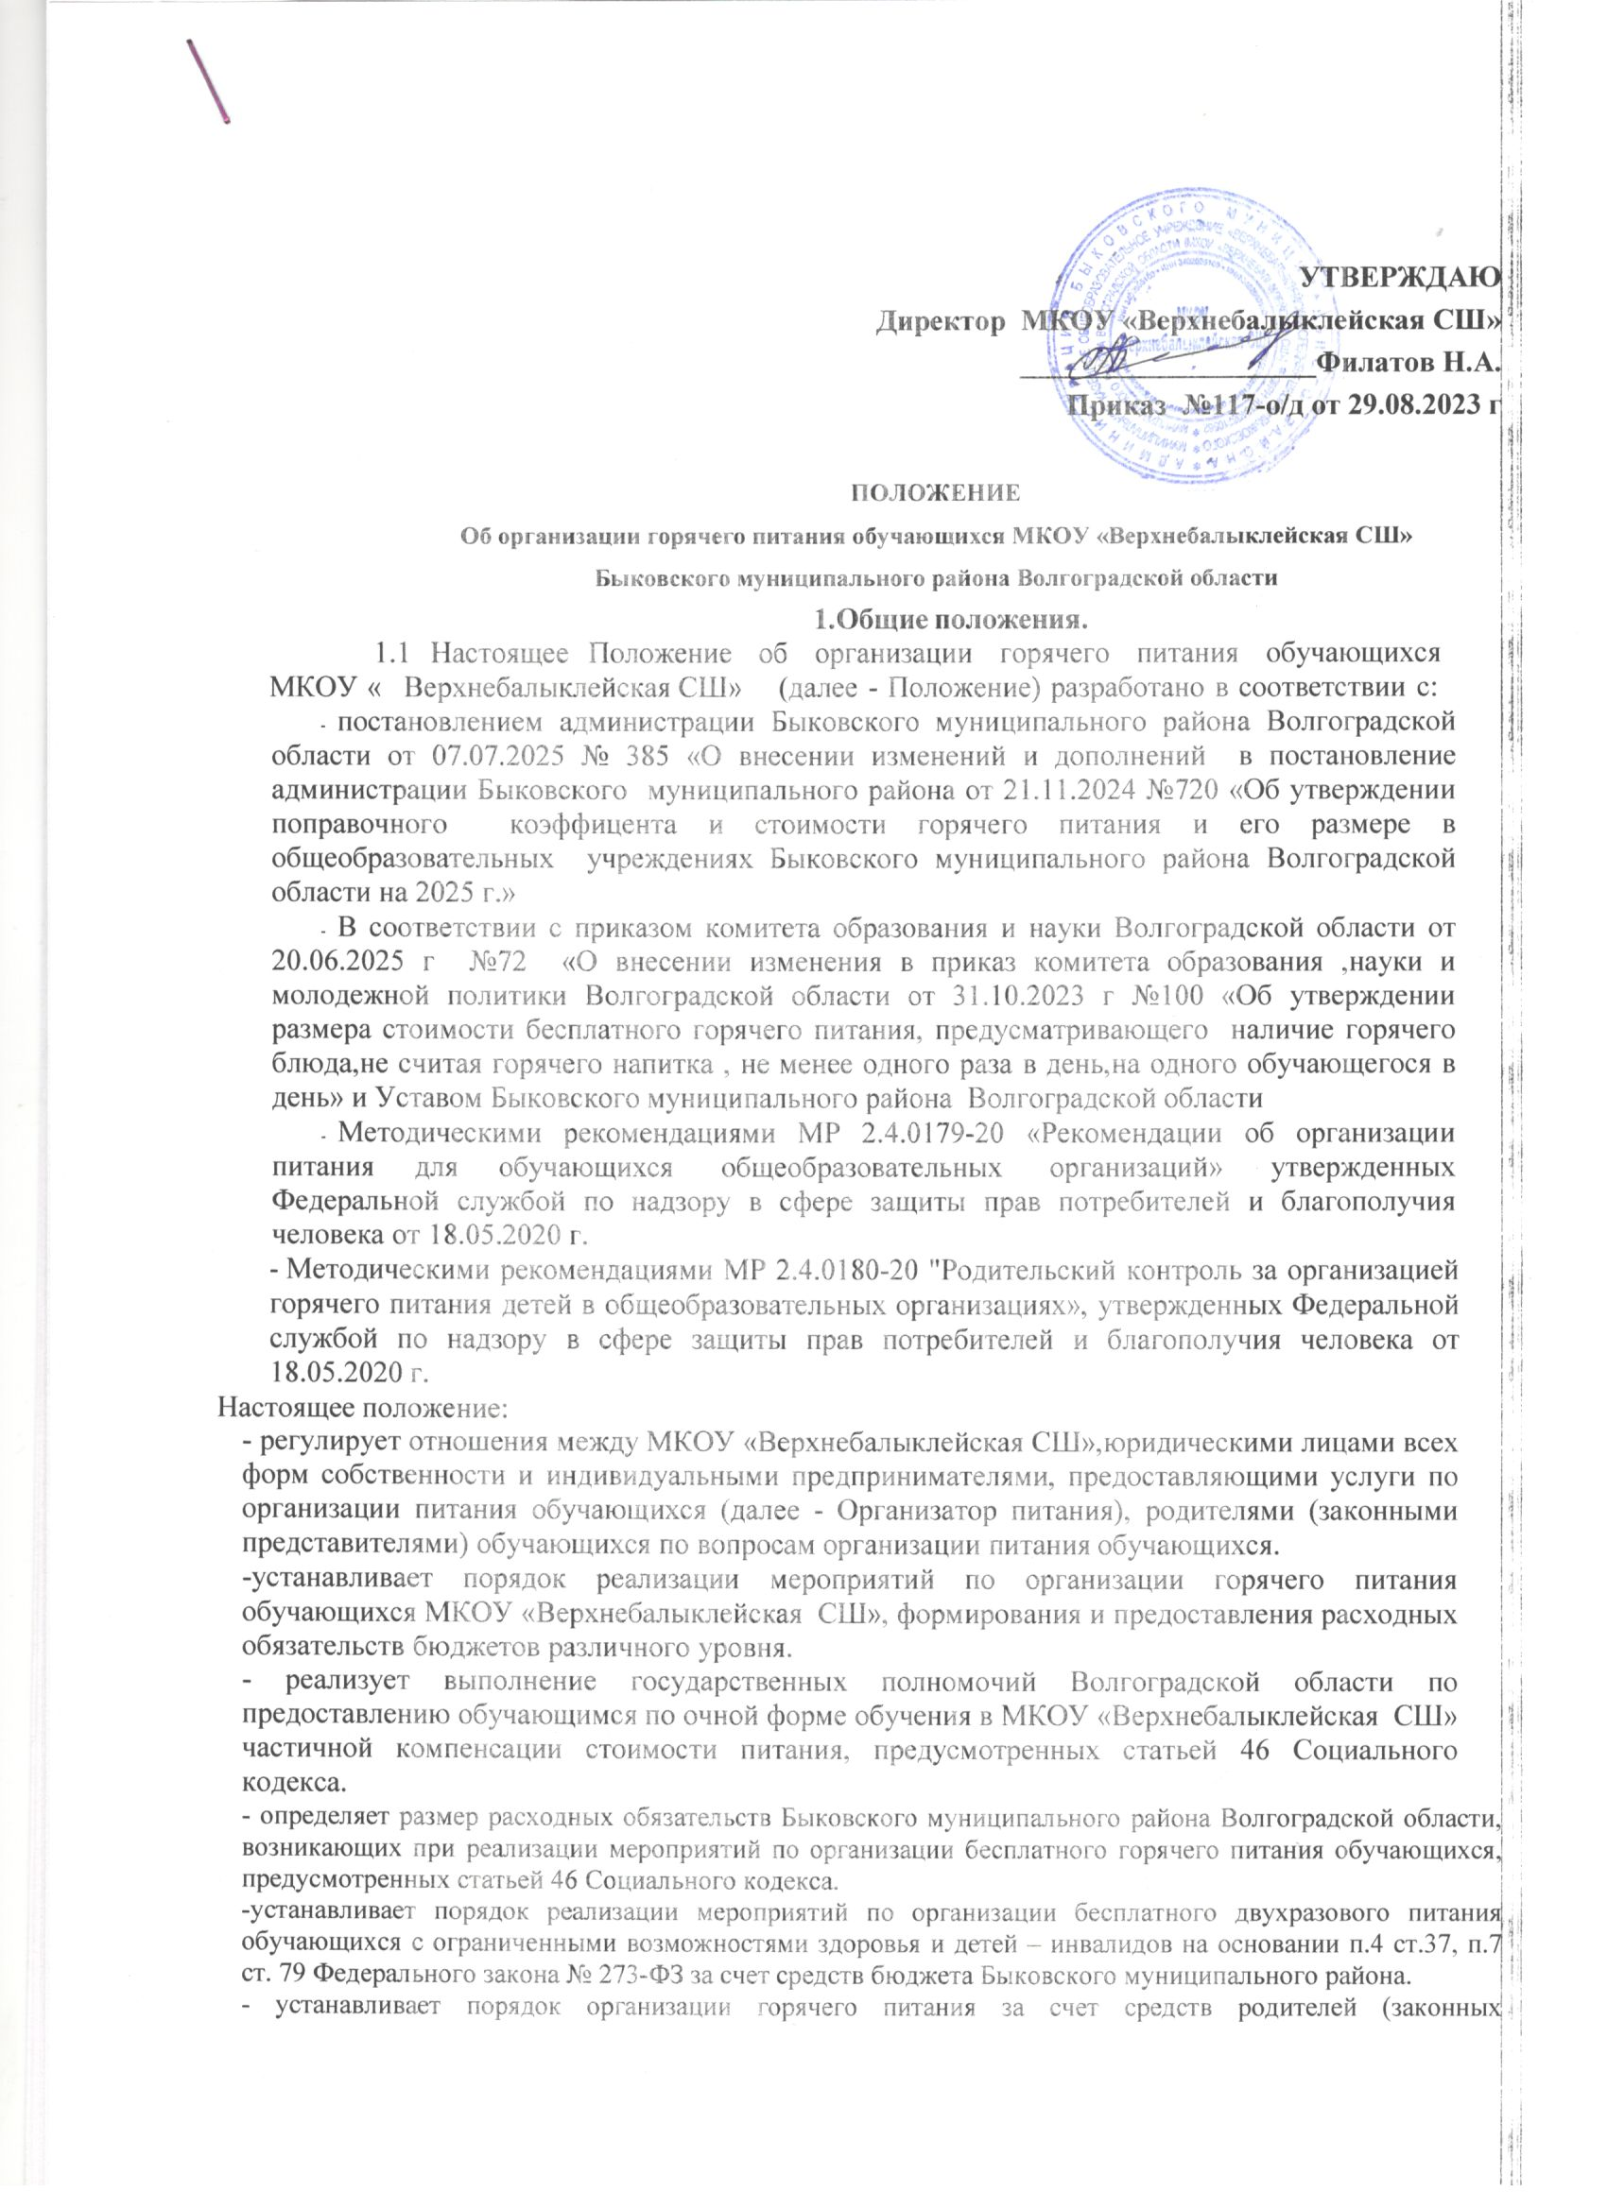 УТВЕРЖДАЮ
Директор МКОУ «Верхнебалыклейская СШ»
Филатов Н.А.
Приказ №117-о/д от 29.08.2023 г
ПОЛОЖЕНИЕ
Об организации горячего питания обучающихся МКОУ «Верхнебалыклейская СШ»
Быковского муниципального района Волгоградской области
1.Общие положения.
1.1 Настоящее Положение об организации горячего питания обучающихся
МКОУ « Верхнебалыклейская СШ» (далее - Положение) разработано в соответствии с:
- постановлением администрации Быковского муниципального района Волгоградской
области от 07.07.2025 № 385 «О внесении изменений и дополнений в постановление
администрации Быковского муниципального района от 21.11.2024 №720 «Об утверждении
поправочного коэффицента и стоимости горячего питания и его размере в
общеобразовательных учреждениях Быковского муниципального района Волгоградской
области на 2025 г.»
- В соответствии с приказом комитета образования и науки Волгоградской области от
20.06.2025 г №72 «О внесении изменения в приказ комитета образования ,науки и
молодежной политики Волгоградской области от 31.10.2023 г №100 «Об утверждении
размера стоимости бесплатного горячего питания, предусматривающего наличие горячего
блюда,не считая горячего напитка , не менее одного раза в день,на одного обучающегося в
день» и Уставом Быковского муниципального района Волгоградской области
- Методическими рекомендациями МР 2.4.0179-20 «Рекомендации об организации
питания для обучающихся общеобразовательных организаций» утвержденных
Федеральной службой по надзору в сфере защиты прав потребителей и благополучия
человека от 18.05.2020 г.
- Методическими рекомендациями МР 2.4.0180-20 "Родительский контроль за организацией
горячего питания детей в общеобразовательных организациях», утвержденных Федеральной
службой по надзору в сфере защиты прав потребителей и благополучия человека от
18.05.2020 г.
Настоящее положение:
- регулирует отношения между МКОУ «Верхнебалыклейская СШ»,юридическими лицами всех
форм собственности и индивидуальными предпринимателями, предоставляющими услуги по
организации питания обучающихся (далее - Организатор питания), родителями (законными
представителями) обучающихся по вопросам организации питания обучающихся.
-устанавливает порядок реализации мероприятий по организации горячего питания
обучающихся МКОУ «Верхнебалыклейская СШ», формирования и предоставления расходных
обязательств бюджетов различного уровня.
- реализует выполнение государственных полномочий Волгоградской области по
предоставлению обучающимся по очной форме обучения в МКОУ «Верхнебалыклейская СШ»
частичной компенсации стоимости питания, предусмотренных статьей 46 Социального
кодекса.
- определяет размер расходных обязательств Быковского муниципального района Волгоградской области,
возникающих при реализации мероприятий по организации бесплатного горячего питания обучающихся,
предусмотренных статьей 46 Социального кодекса.
-устанавливает порядок реализации мероприятий по организации бесплатного двухразового питания
обучающихся с ограниченными возможностями здоровья и детей – инвалидов на основании п.4 ст.37, п.7
ст. 79 Федерального закона № 273-ФЗ за счет средств бюджета Быковского муниципального района.
- устанавливает порядок организации горячего питания за счет средств родителей (законных